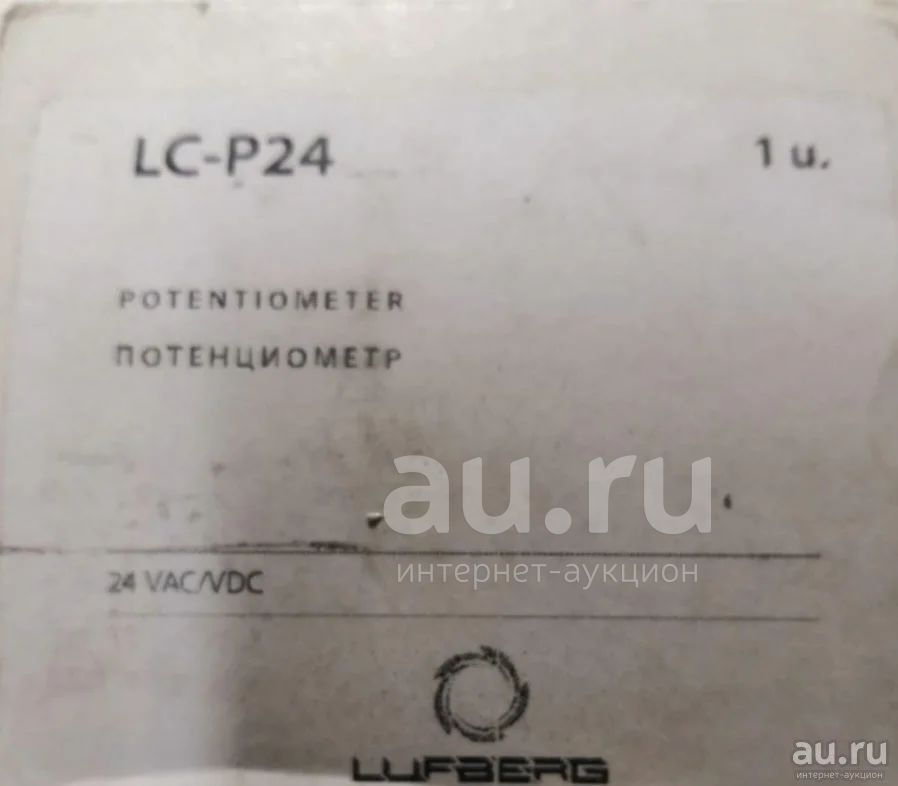 LC-P24 1 u.
POTENTIOMETER
ПОТЕНЦИОМЕТР
au.ru
интернет-аукцион
24 VAC/VDC
LUFBERG
au.ru
интернет-аукцион